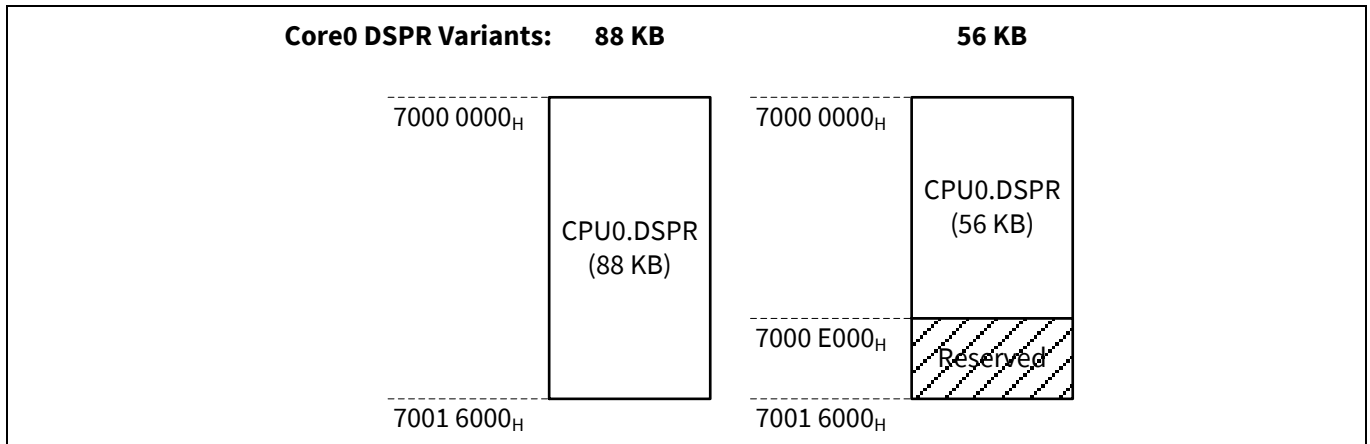 Core0 DSPR Variants: 88 KB 56 KB
7000 0000H 7000 0000H
CPU0.DSPR
(56 KB)
CPU0.DSPR
(88 KB)
7000 E000H
Reserved
7001 6000H 7001 6000H